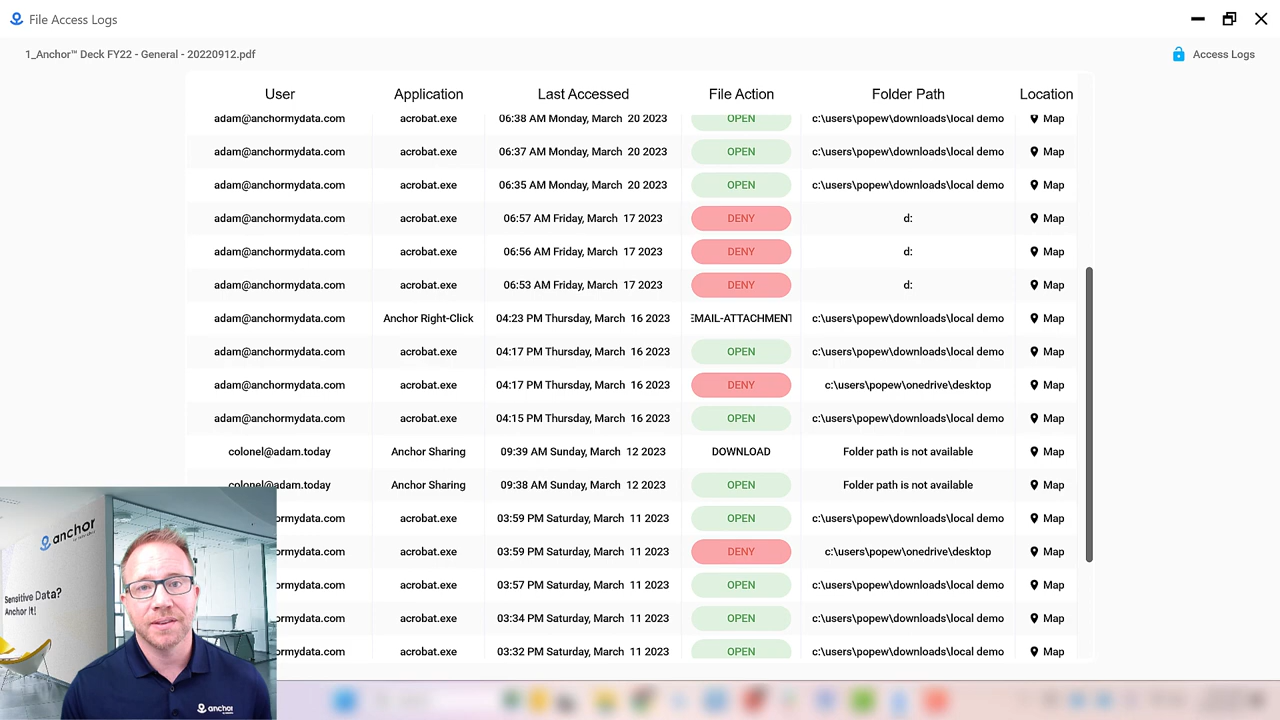 File Access Logs
1_Anchor™ Deck FY22 - General - 20220912.pdf
Access Logs
User Application Last Accessed File Action Folder Path Location
adam@anchormydata.com acrobat.exe 06:38 AM Monday, March 20 2023 OPEN c:\users\popew\downloads\local demo Map
adam@anchormydata.com acrobat.exe 06:37 AM Monday, March 20 2023 OPEN c:\users\popew\downloads\local demo Map
adam@anchormydata.com acrobat.exe 06:35 AM Monday, March 20 2023 OPEN c:\users\popew\downloads\local demo Map
adam@anchormydata.com acrobat.exe 06:57 AM Friday, March 17 2023 DENY d: Map
adam@anchormydata.com acrobat.exe 06:56 AM Friday, March 17 2023 DENY d: Map
adam@anchormydata.com acrobat.exe 06:53 AM Friday, March 17 2023 DENY d: Map
adam@anchormydata.com Anchor Right-Click 04:23 PM Thursday, March 16 2023 EMAIL-ATTACHMENT c:\users\popew\downloads\local demo Map
adam@anchormydata.com acrobat.exe 04:17 PM Thursday, March 16 2023 OPEN c:\users\popew\downloads\local demo Map
adam@anchormydata.com acrobat.exe 04:17 PM Thursday, March 16 2023 DENY c:\users\popew\onedrive\desktop Map
adam@anchormydata.com acrobat.exe 04:15 PM Thursday, March 16 2023 OPEN c:\users\popew\downloads\local demo Map
colonel@adam.today Anchor Sharing 09:39 AM Sunday, March 12 2023 DOWNLOAD Folder path is not available Map
colonel@adam.today Anchor Sharing 09:38 AM Sunday, March 12 2023 OPEN Folder path is not available Map
ormydata.com acrobat.exe 03:59 PM Saturday, March 11 2023 OPEN c:\users\popew\downloads\local demo Map
ormydata.com acrobat.exe 03:59 PM Saturday, March 11 2023 DENY c:\users\popew\onedrive\desktop Map
ormydata.com acrobat.exe 03:57 PM Saturday, March 11 2023 OPEN c:\users\popew\downloads\local demo Map
ormydata.com acrobat.exe 03:34 PM Saturday, March 11 2023 OPEN c:\users\popew\downloads\local demo Map
ormydata.com acrobat.exe 03:32 PM Saturday, March 11 2023 OPEN c:\users\popew\downloads\local demo Map
anchor
Sensitive Data?
Anchor It!
anchor